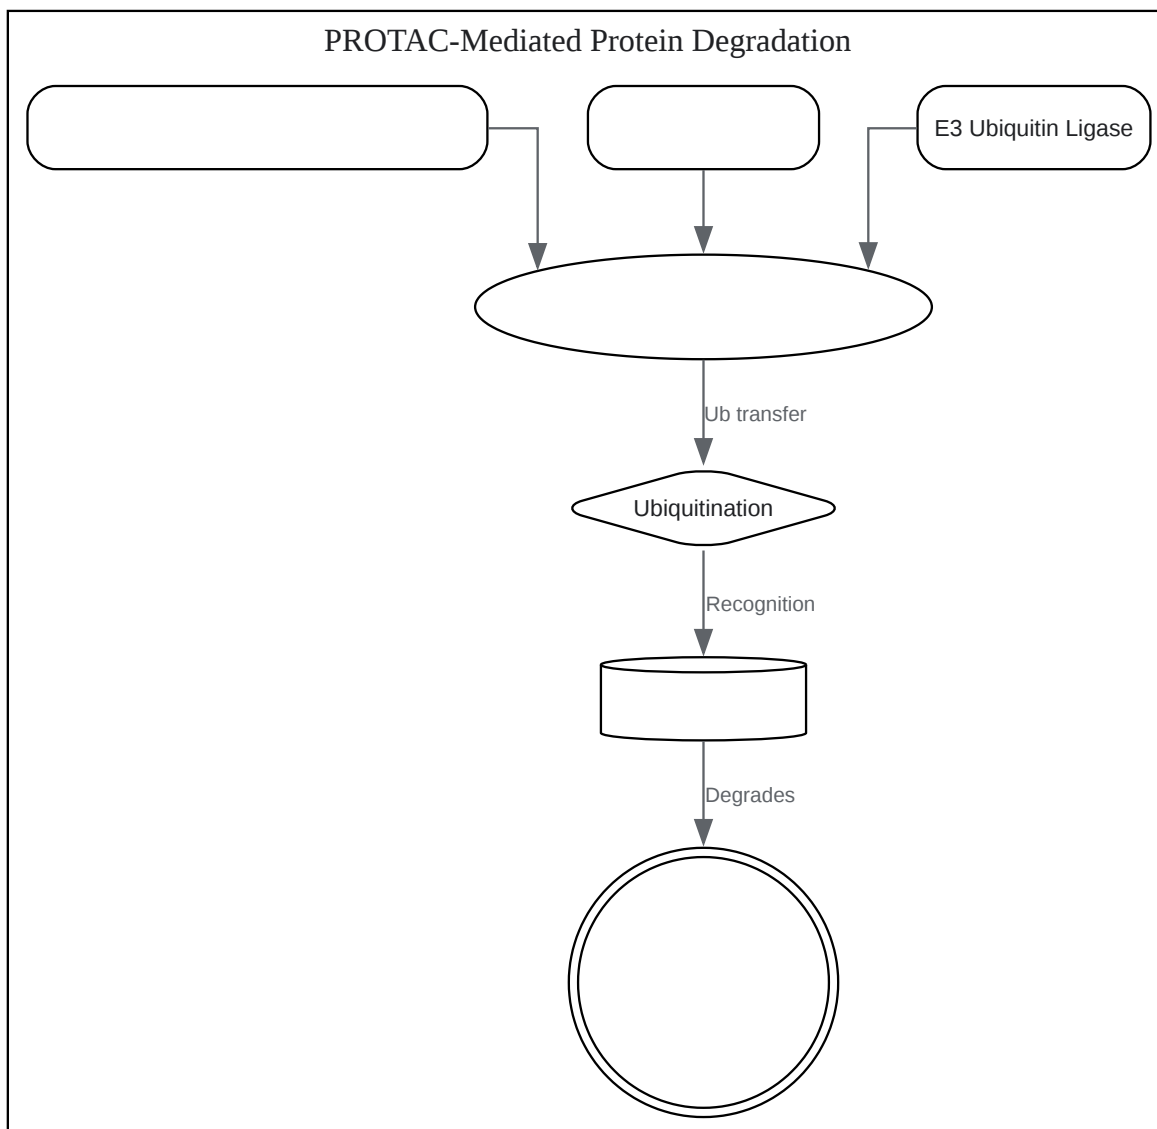 PROTAC-Mediated Protein Degradation
E3 Ubiquitin Ligase
Ub transfer
Ubiquitination
Recognition
Degrades